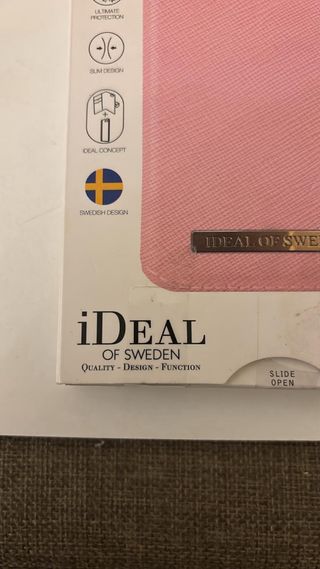 ULTIMATE
PROTECTION
SLIM DESIGN
+
IDEAL CONCEPT
SWEDISH DESIGN
IDEAL OF SWE
iDEAL
OF SWEDEN
QUALITY - DESIGN - FUNCTION
SLIDE
OPEN